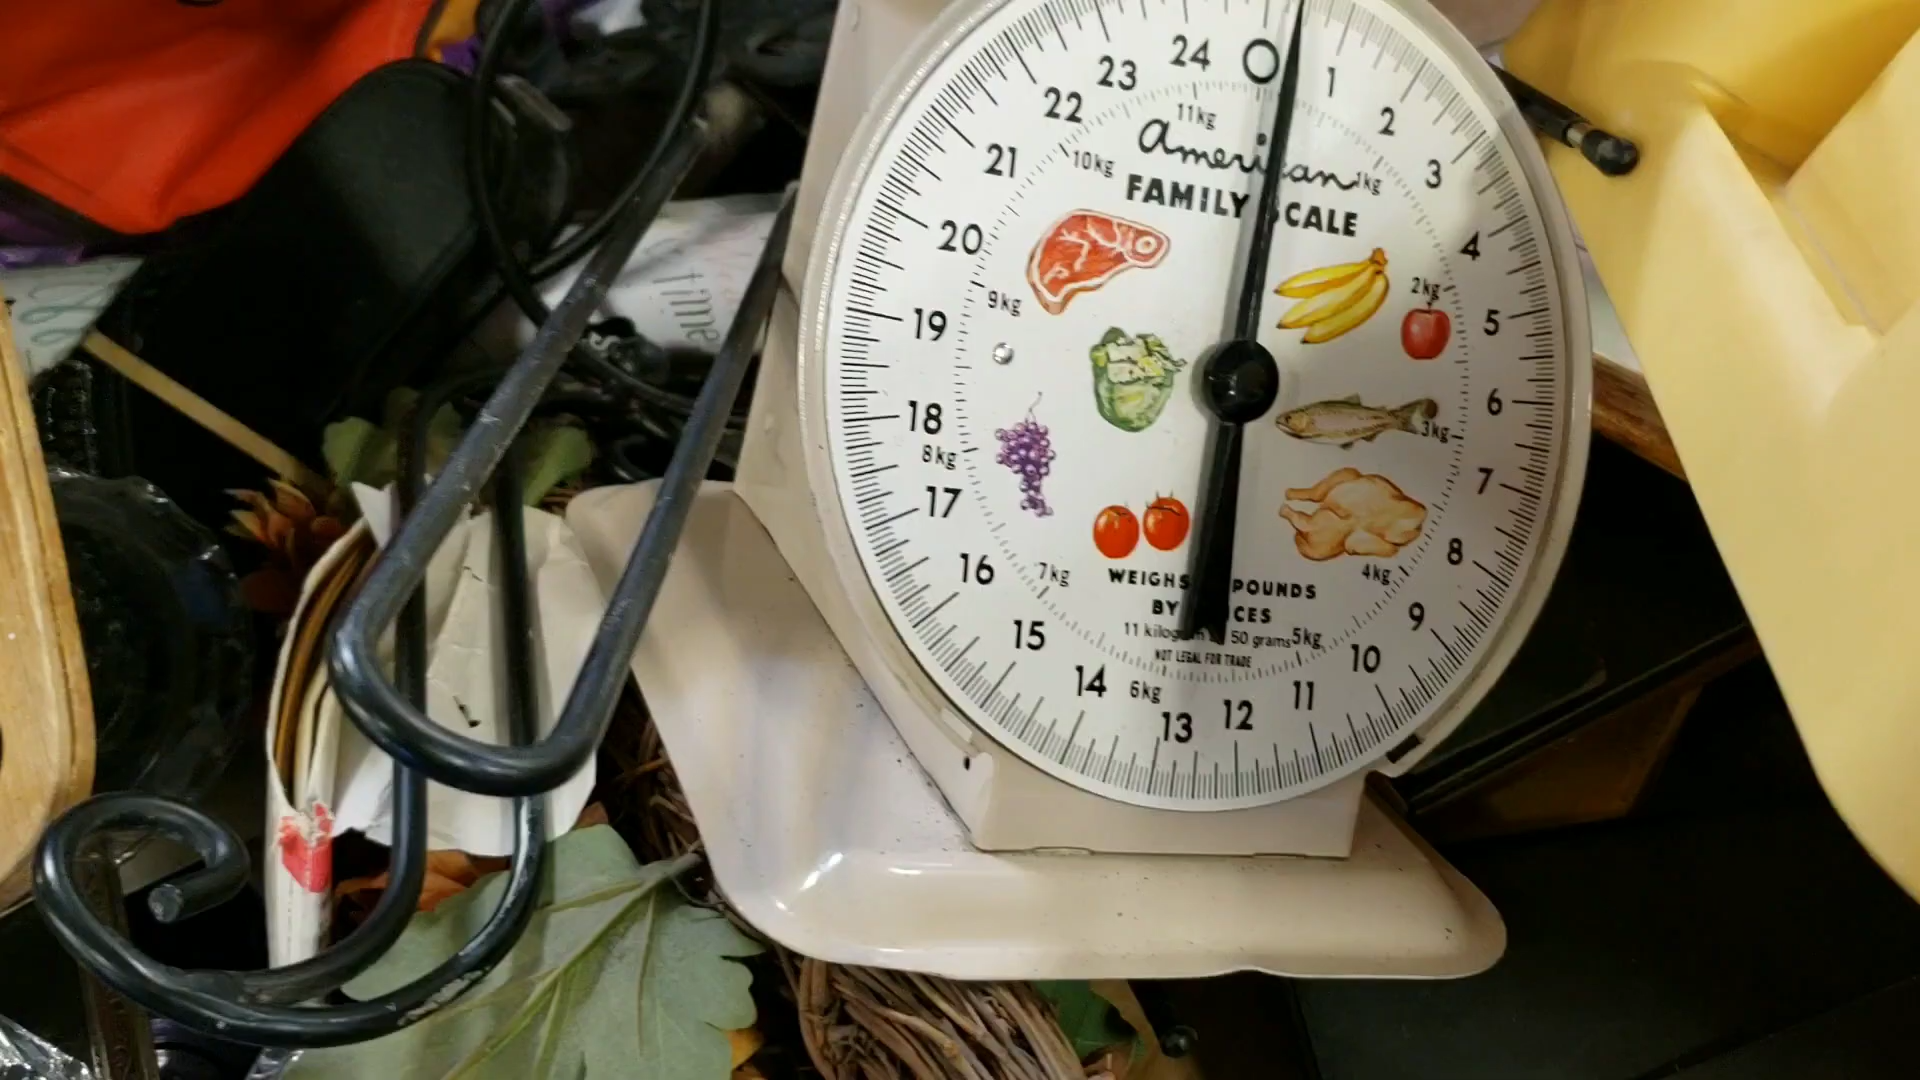 24 0 1
23 2
22 3
21 4
20 5
19 6
18 7
17 8
16 9
15 10
14 11
13 12
11kg
10kg 1kg
9kg 2kg
8kg 3kg
7kg 4kg
6kg 5kg
American
FAMILY SCALE
WEIGHS POUNDS
BY
11 kilog 50 grams
NOT LEGAL FOR TRADE
time